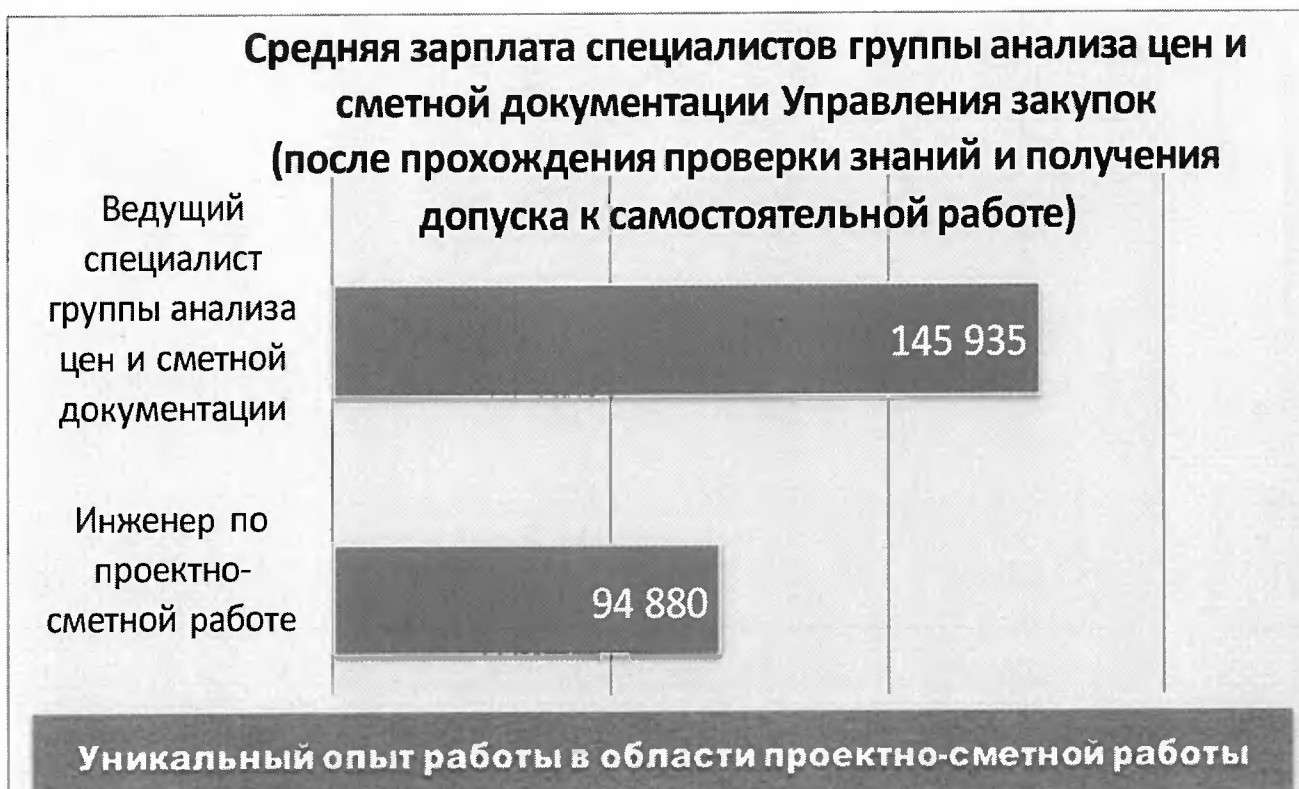 Средняя зарплата специалистов группы анализа цен и
сметной документации Управления закупок
(после прохождения проверки знаний и получения
допуска к самостоятельной работе)
Ведущий
специалист
группы анализа
цен и сметной
документации
145 935
Инженер по
проектно-
сметной работе
94 880
Уникальный опыт работы в области проектно-сметной работы